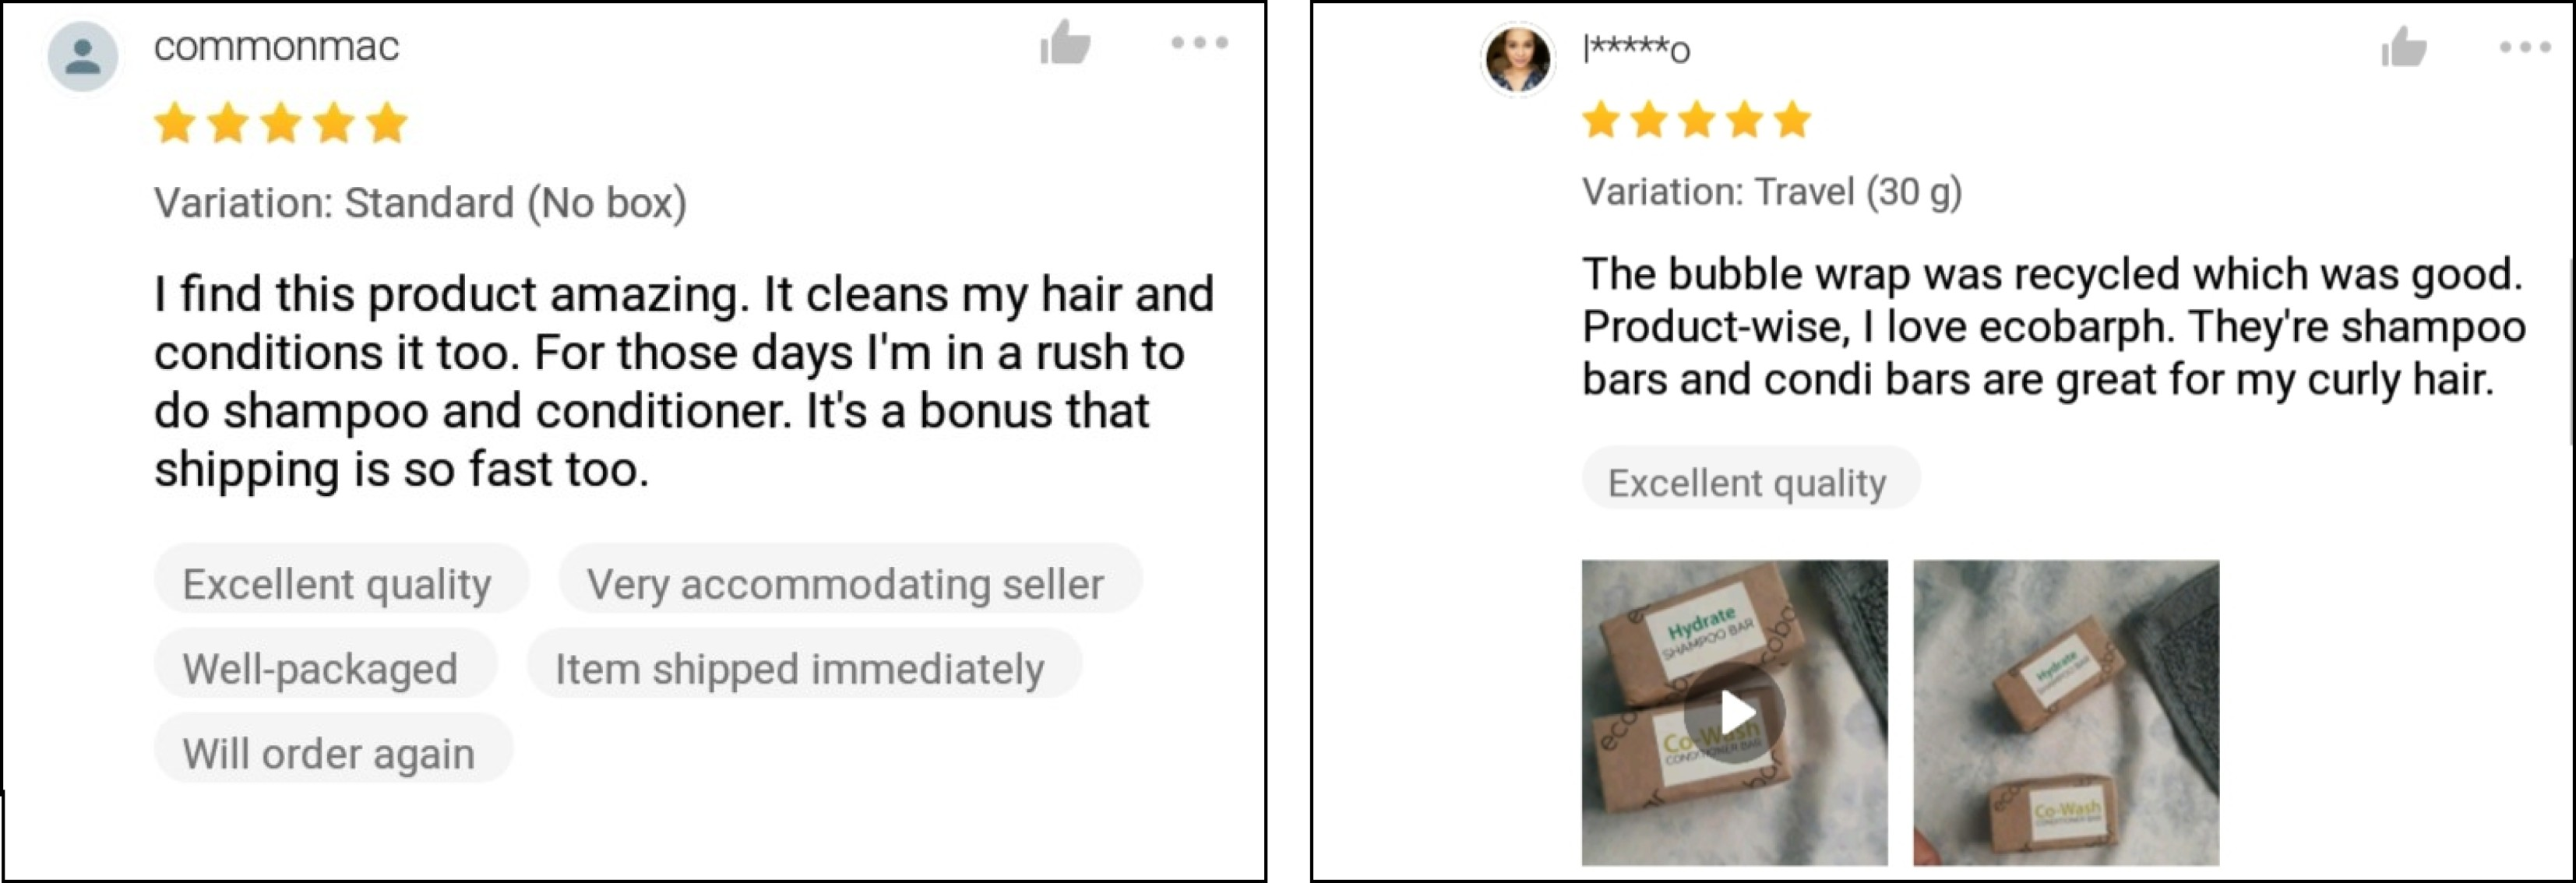 commonmac
Variation: Standard (No box)
I find this product amazing. It cleans my hair and
conditions it too. For those days I'm in a rush to
do shampoo and conditioner. It's a bonus that
shipping is so fast too.
Excellent quality
Very accommodating seller
Well-packaged
Item shipped immediately
Will order again
l*****o
Variation: Travel (30 g)
The bubble wrap was recycled which was good.
Product-wise, I love ecobarph. They're shampoo
bars and condi bars are great for my curly hair.
Excellent quality
Hydrate
SHAMPOO BAR
Co-Wash
CONDITIONER BAR
Hydrate
SHAMPOO BAR
Co-Wash
CONDITIONER BAR